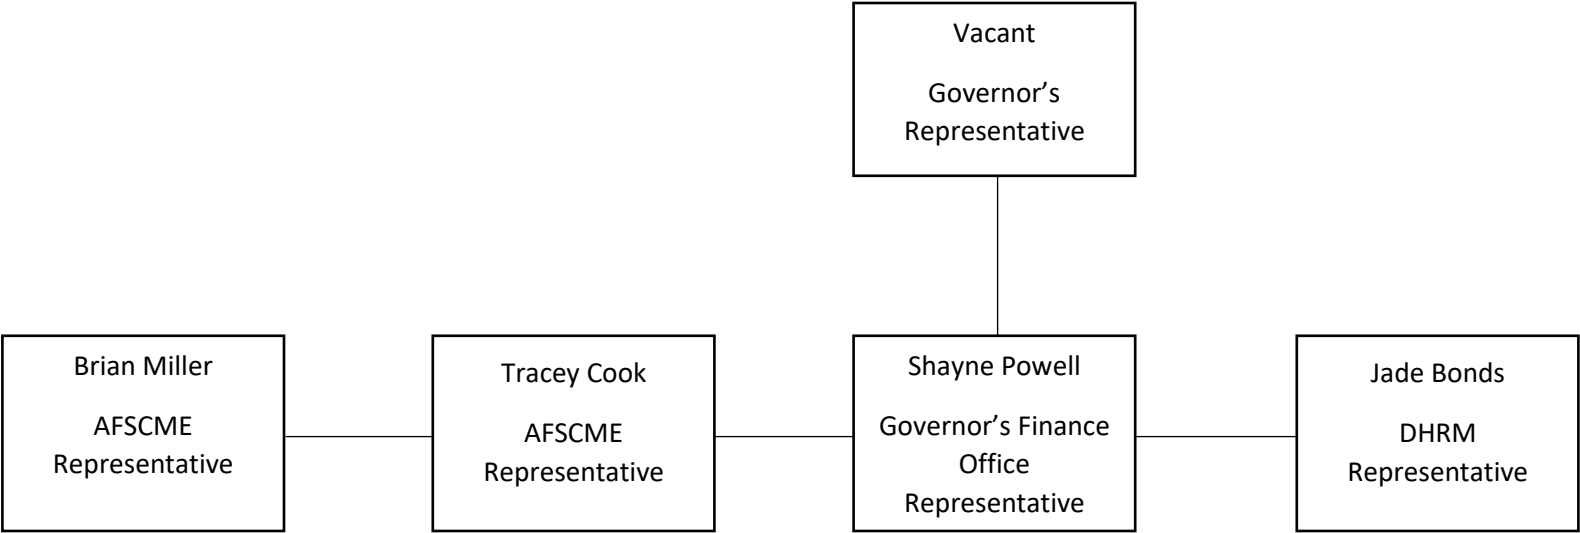 Vacant
Governor’s
Representative
Brian Miller
AFSCME
Representative
Tracey Cook
AFSCME
Representative
Shayne Powell
Governor’s Finance
Office
Representative
Jade Bonds
DHRM
Representative